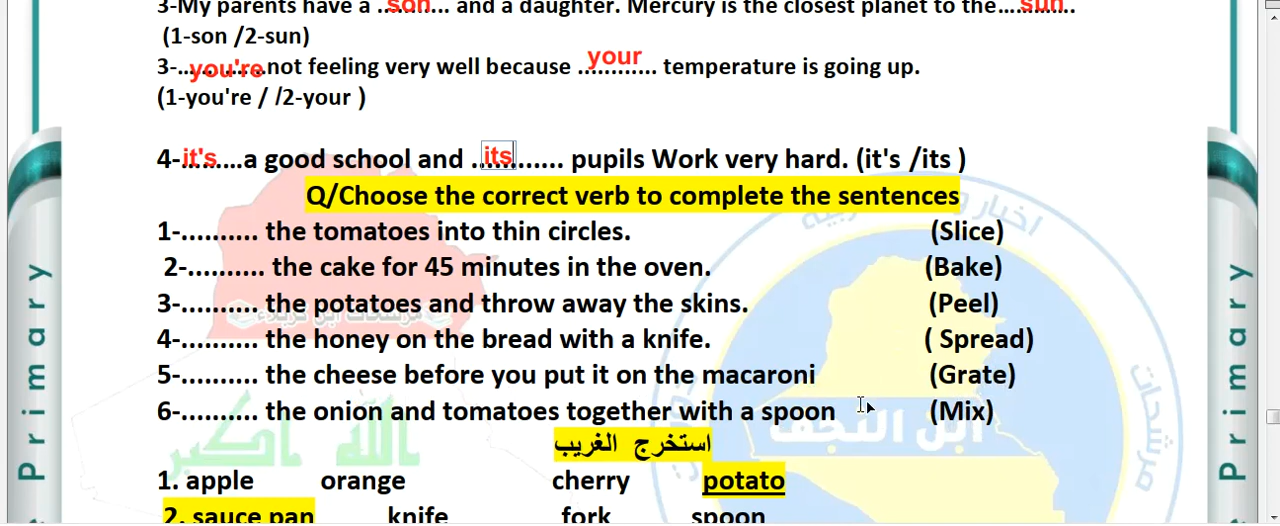 3-My parents have a ..son.... and a daughter. Mercury is the closest planet to the...sun......
(1-son /2-sun)
3-...you're....not feeling very well because ....your........ temperature is going up.
(1-you're / /2-your )
4-it's.......a good school and ..its......... pupils Work very hard. (it's /its )
Q/Choose the correct verb to complete the sentences
1-.......... the tomatoes into thin circles. (Slice)
2-.......... the cake for 45 minutes in the oven. (Bake)
3-.......... the potatoes and throw away the skins. (Peel)
4-.......... the honey on the bread with a knife. ( Spread)
5-.......... the cheese before you put it on the macaroni (Grate)
6-.......... the onion and tomatoes together with a spoon (Mix)
استخرج الغريب
1. apple orange cherry potato
2. sauce pan knife fork spoon
Primary
Primary
الله اكبر
ابن النجف